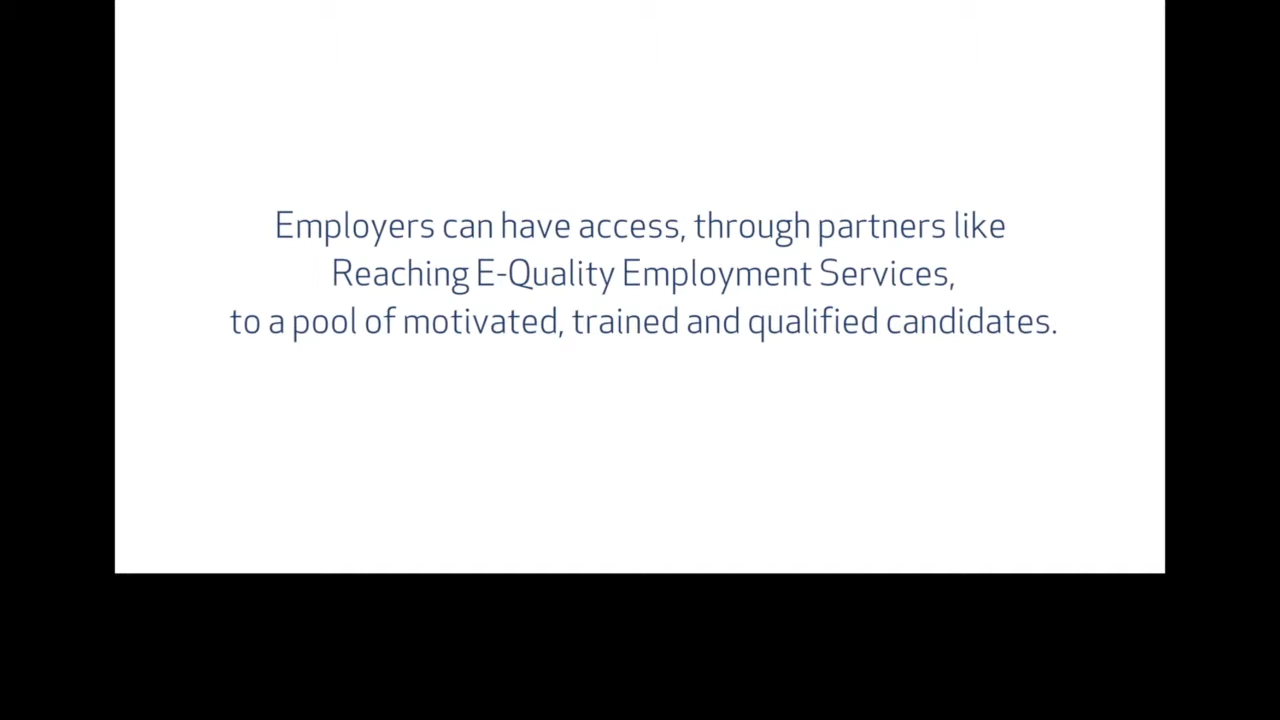 Employers can have access, through partners like
Reaching E-Quality Employment Services,
to a pool of motivated, trained and qualified candidates.